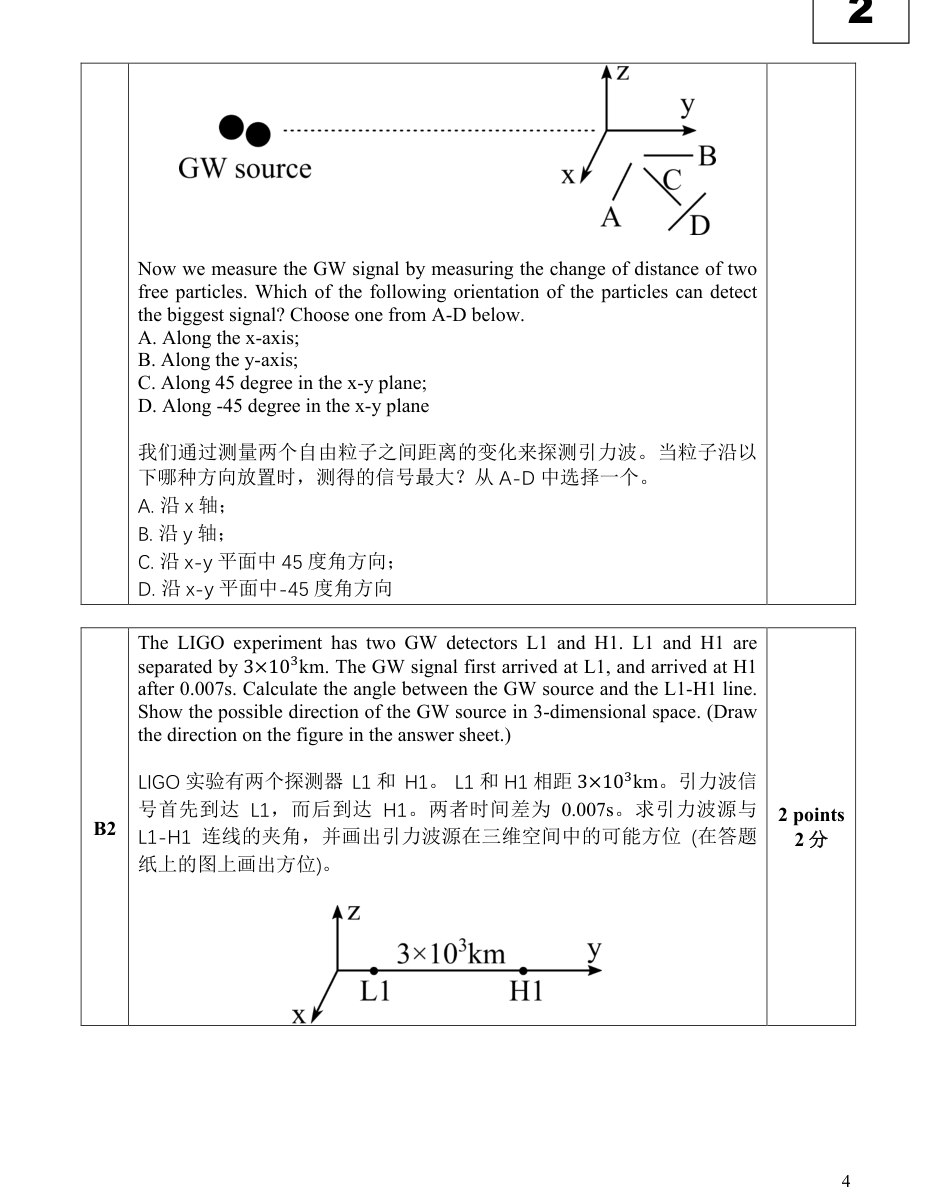 2
z
y
B
C
x
A
D
GW source
Now we measure the GW signal by measuring the change of distance of two
free particles. Which of the following orientation of the particles can detect
the biggest signal? Choose one from A-D below.
A. Along the x-axis;
B. Along the y-axis;
C. Along 45 degree in the x-y plane;
D. Along -45 degree in the x-y plane
我们通过测量两个自由粒子之间距离的变化来探测引力波。当粒子沿以
下哪种方向放置时，测得的信号最大？从 A-D 中选择一个。
A. 沿 x 轴；
B. 沿 y 轴；
C. 沿 x-y 平面中 45 度角方向；
D. 沿 x-y 平面中-45 度角方向
B2
The LIGO experiment has two GW detectors L1 and H1. L1 and H1 are
separated by 3×10³km. The GW signal first arrived at L1, and arrived at H1
after 0.007s. Calculate the angle between the GW source and the L1-H1 line.
Show the possible direction of the GW source in 3-dimensional space. (Draw
the direction on the figure in the answer sheet.)
LIGO 实验有两个探测器 L1 和 H1。 L1 和 H1 相距 3×10³km。引力波信
号首先到达 L1，而后到达 H1。两者时间差为 0.007s。求引力波源与
L1-H1 连线的夹角，并画出引力波源在三维空间中的可能方位 (在答题
纸上的图上画出方位)。
2 points
2 分
z
3×10³km
y
L1
H1
x
4